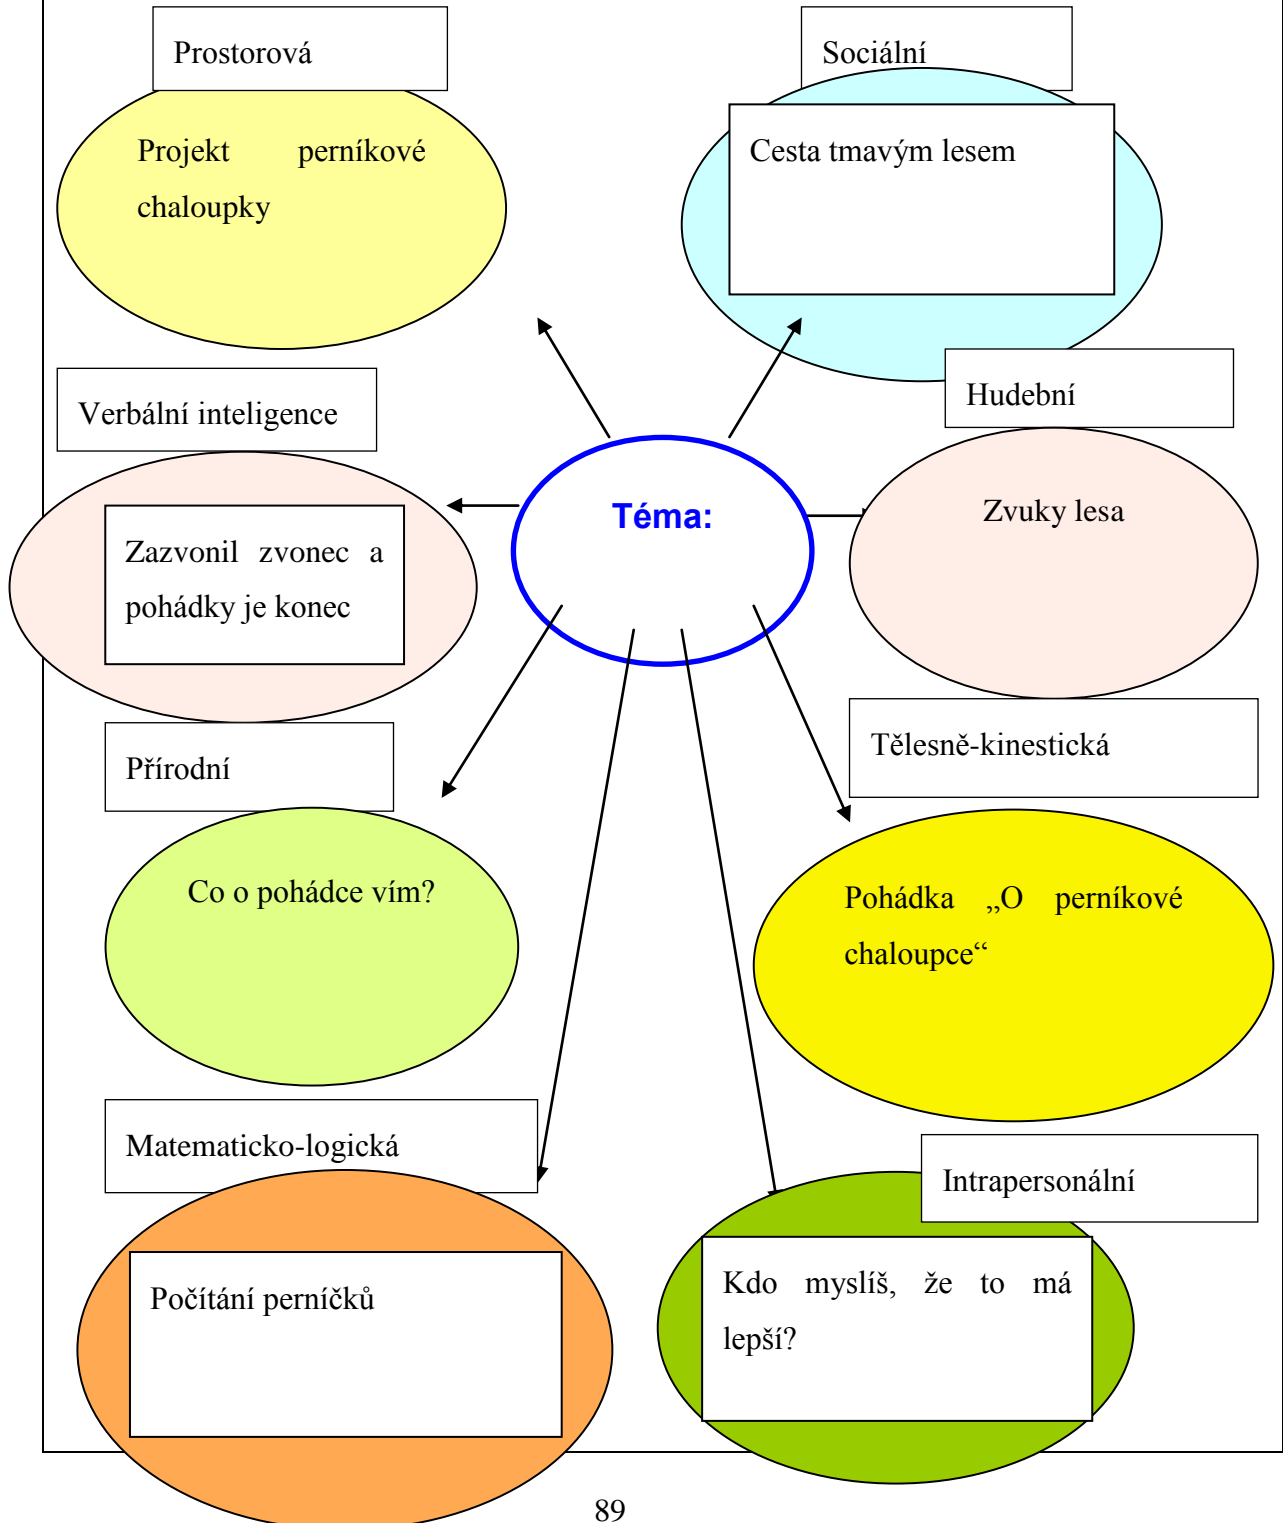 Prostorová
Projekt perníkové
chaloupky
Sociální
Cesta tmavým lesem
Verbální inteligence
Zazvonil zvonec a
pohádky je konec
Téma:
Hudební
Zvuky lesa
Přírodní
Co o pohádce vím?
Tělesně-kinestická
Pohádka „O perníkové
chaloupce“
Matematicko-logická
Počítání perníčků
Intrapersonální
Kdo myslíš, že to má
lepší?
89